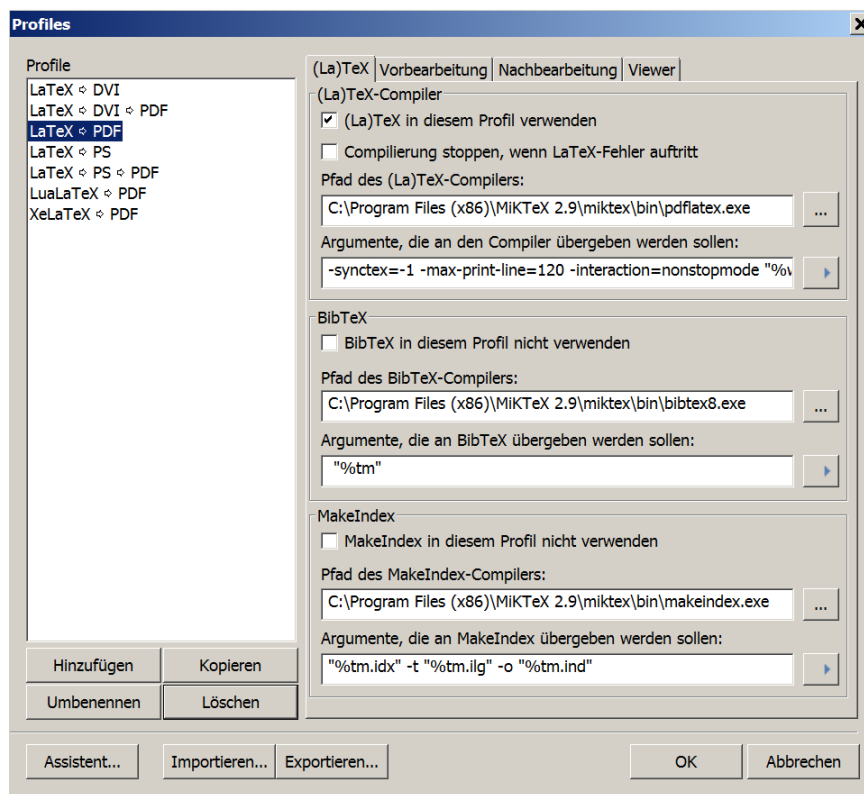 Profiles
Profile
LaTeX ⇨ DVI
LaTeX ⇨ DVI ⇨ PDF
LaTeX ⇨ PDF
LaTeX ⇨ PS
LaTeX ⇨ PS ⇨ PDF
LuaLaTeX ⇨ PDF
XeLaTeX ⇨ PDF
Hinzufügen
Kopieren
Umbenennen
Löschen
(La)TeX
Vorbearbeitung
Nachbearbeitung
Viewer
(La)TeX-Compiler
(La)TeX in diesem Profil verwenden
Compilierung stoppen, wenn LaTeX-Fehler auftritt
Pfad des (La)TeX-Compilers:
C:\Program Files (x86)\MiKTeX 2.9\miktex\bin\pdflatex.exe
...
Argumente, die an den Compiler übergeben werden sollen:
-synctex=-1 -max-print-line=120 -interaction=nonstopmode "%
BibTeX
BibTeX in diesem Profil nicht verwenden
Pfad des BibTeX-Compilers:
C:\Program Files (x86)\MiKTeX 2.9\miktex\bin\bibtex8.exe
...
Argumente, die an BibTeX übergeben werden sollen:
"%tm"
MakeIndex
MakeIndex in diesem Profil nicht verwenden
Pfad des MakeIndex-Compilers:
C:\Program Files (x86)\MiKTeX 2.9\miktex\bin\makeindex.exe
...
Argumente, die an MakeIndex übergeben werden sollen:
"%tm.idx" -t "%tm.ilg" -o "%tm.ind"
Assistent...
Importieren...
Exportieren...
OK
Abbrechen